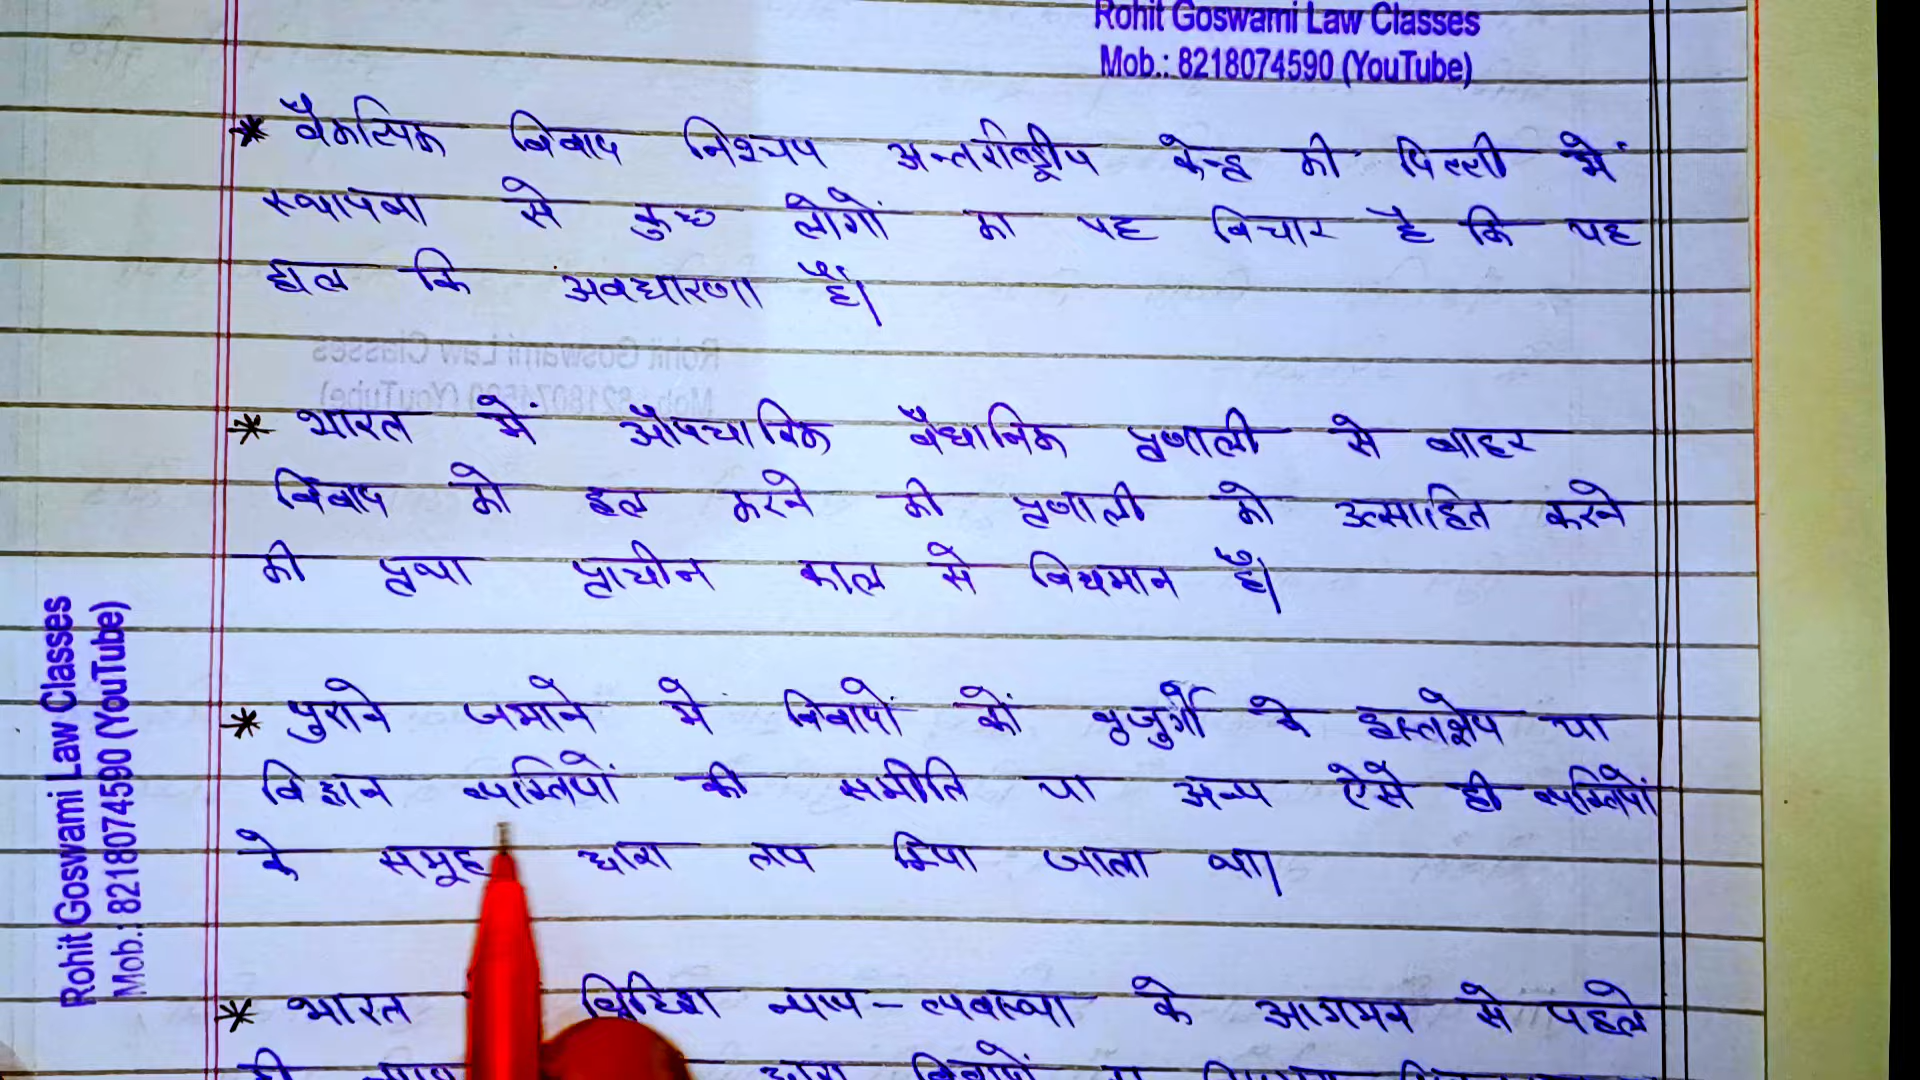 Rohit Goswami Law Classes
Mob.: 8218074590 (YouTube)
* वैकल्पिक विवाद निश्चय अन्तर्राष्ट्रीय केन्द्र की दिल्ली में
स्थापना से कुछ लोगों का यह विचार है कि यह
हाल कि अवधारणा है।
* भारत में औपचारिक वैधानिक प्रणाली से बाहर
विवाद को हल करने की प्रणाली को उत्साहित करने
की प्रथा प्राचीन काल से विद्यमान है।
* पुराने जमाने में विवादों को बुजुर्गो के हस्तक्षेप या
विद्वान व्यक्तियों की समीति या अन्य ऐसे ही व्यक्तियों
के समूह द्वारा तय किया जाता था।
* भारत ब्रिटिश न्याय-व्यवस्था के आगमन से पहले
द्वारा विवादों
Rohit Goswami Law Classes
Mob.: 8218074590 (YouTube)